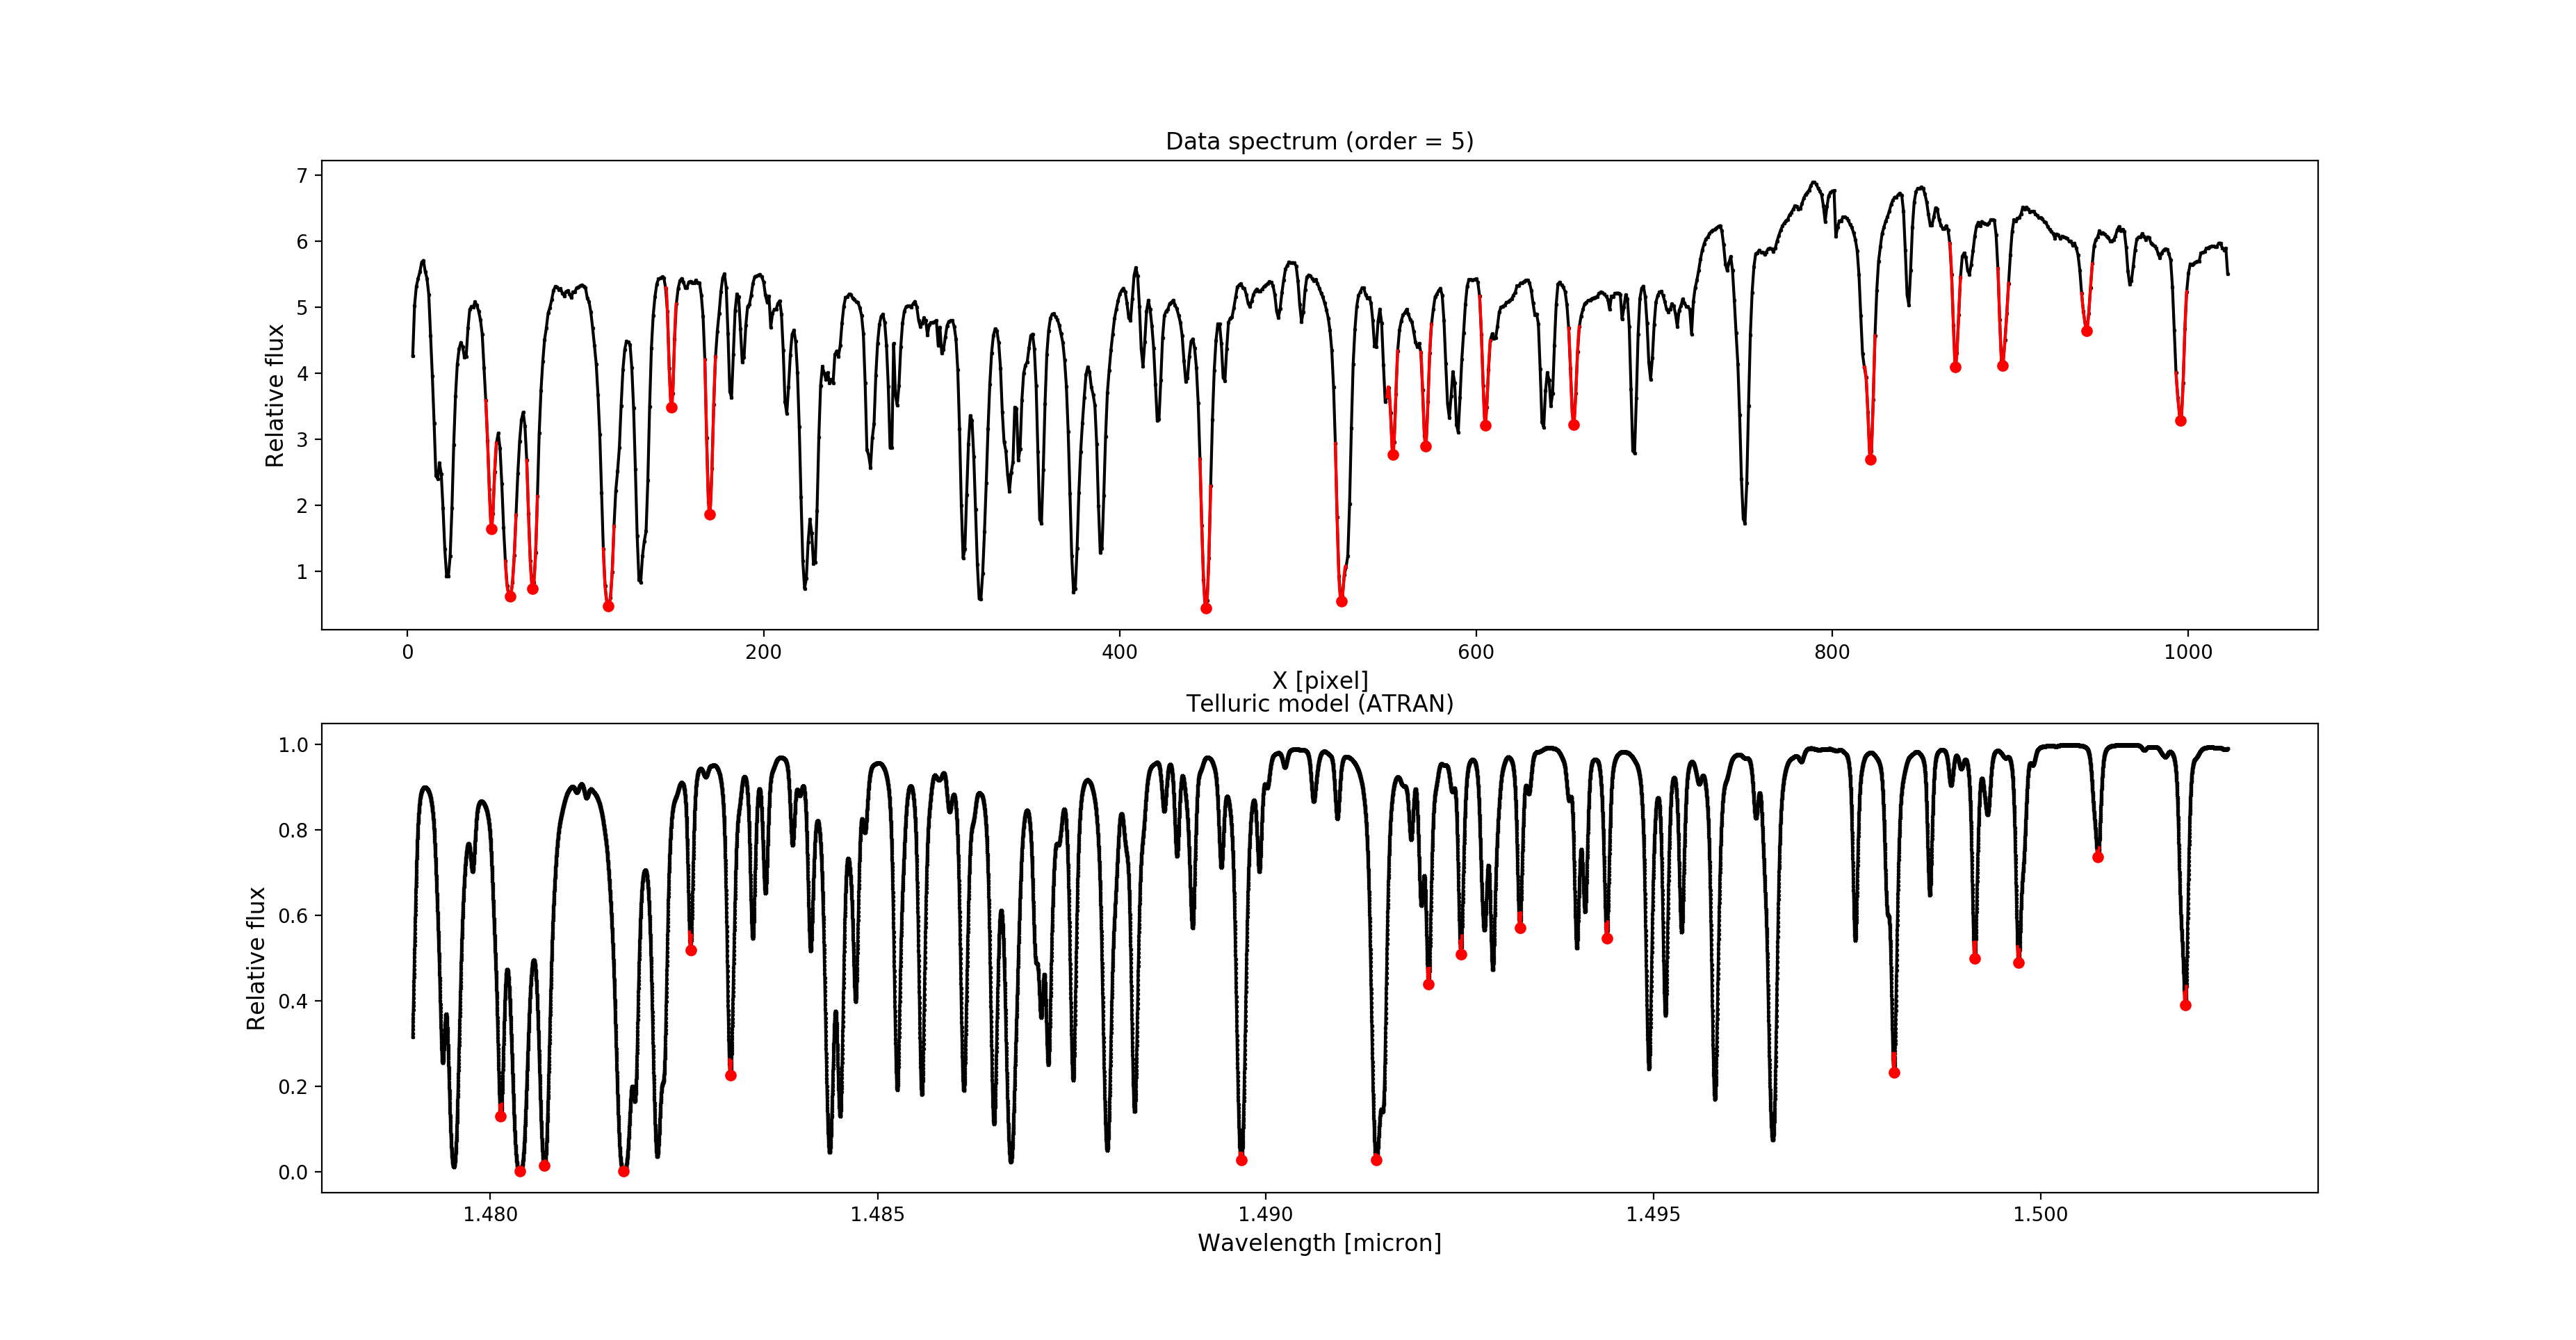 Data spectrum (order = 5)
Relative flux
7
6
5
4
3
2
1
0 200 400 600 800 1000
X [pixel]
Telluric model (ATRAN)
Relative flux
1.0
0.8
0.6
0.4
0.2
0.0
1.480 1.485 1.490 1.495 1.500
Wavelength [micron]